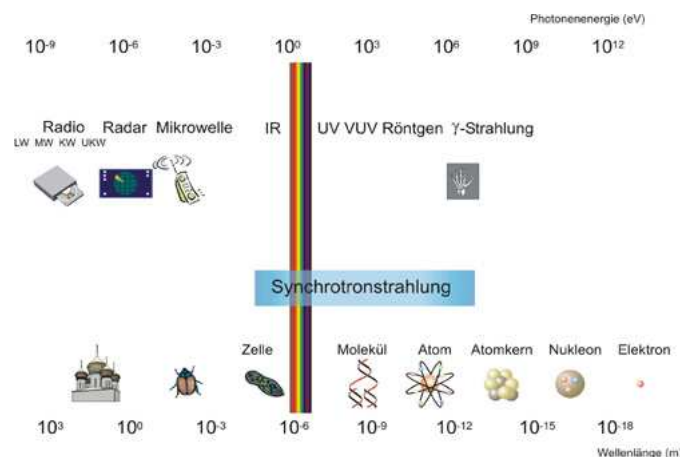 Photonenenergie (eV)
10⁻⁹ 10⁻⁶ 10⁻³ 10⁰ 10³ 10⁶ 10⁹ 10¹²
Radio Radar Mikrowelle IR UV VUV Röntgen γ-Strahlung
LW MW KW UKW
Synchrotronstrahlung
Zelle Molekül Atom Atomkern Nukleon Elektron
10³ 10⁰ 10⁻³ 10⁻⁶ 10⁻⁹ 10⁻¹² 10⁻¹⁵ 10⁻¹⁸
Wellenlänge (m)